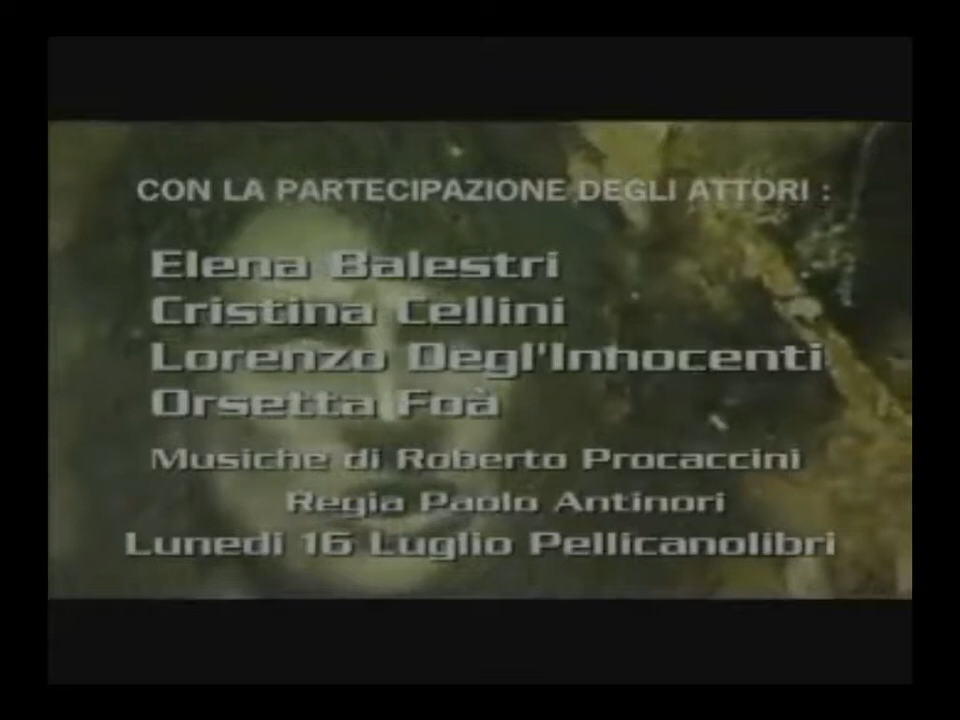 CON LA PARTECIPAZIONE DEGLI ATTORI :
Elena Balestri
Cristina Cellini
Lorenzo Degl'Innocenti
Orsetta Foà
Musiche di Roberto Procaccini
Regia Paolo Antinori
Lunedi 16 Luglio Pellicanolibri